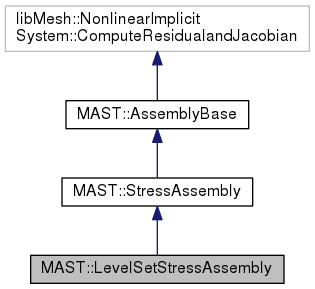 libMesh::NonlinearImplicit
System::ComputeResidualandJacobian
MAST::AssemblyBase
MAST::StressAssembly
MAST::LevelSetStressAssembly